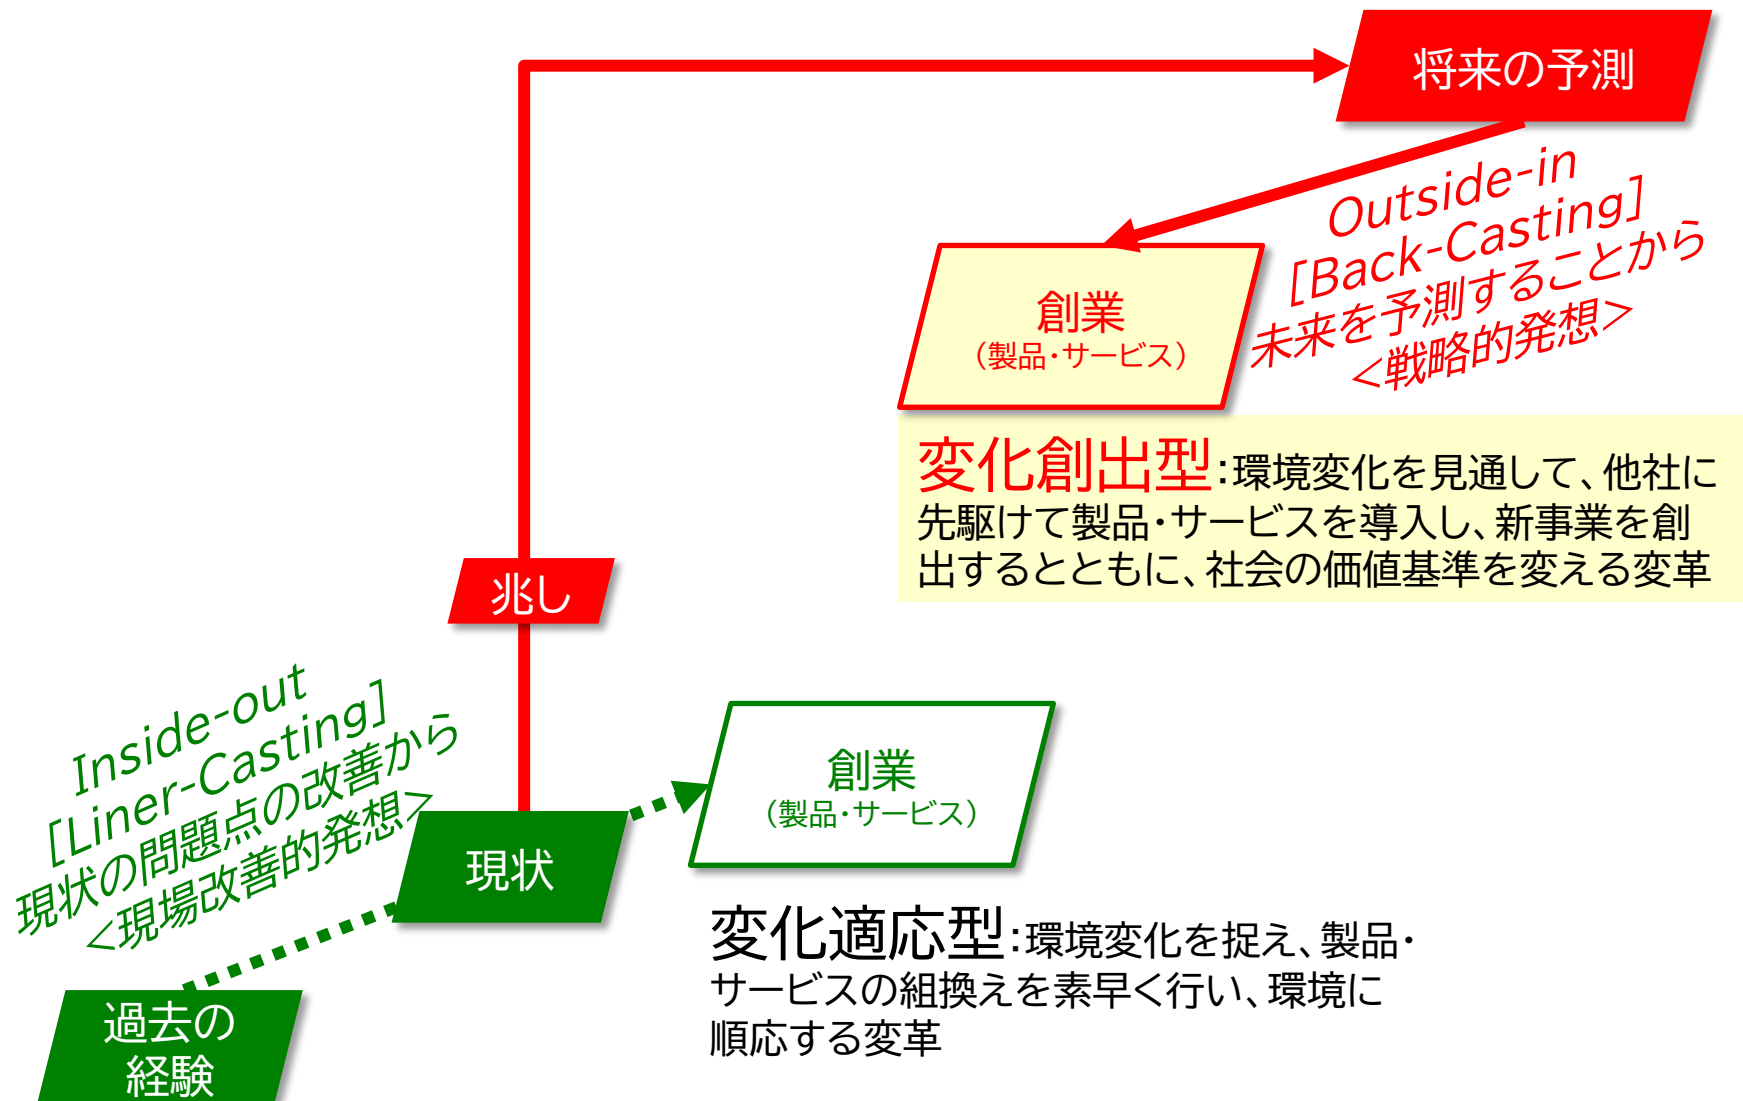 将来の予測
Outside-in
[Back-Casting]
未来を予測することから
<戦略的発想>
創業
（製品・サービス）
変化創出型：環境変化を見通して、他社に
先駆けて製品・サービスを導入し、新事業を創
出するとともに、社会の価値基準を変える変革
兆し
Inside-out
[Liner-Casting]
現状の問題点の改善から
<現場改善的発想>
創業
（製品・サービス）
現状
変化適応型：環境変化を捉え、製品・
サービスの組換えを素早く行い、環境に
順応する変革
過去の
経験